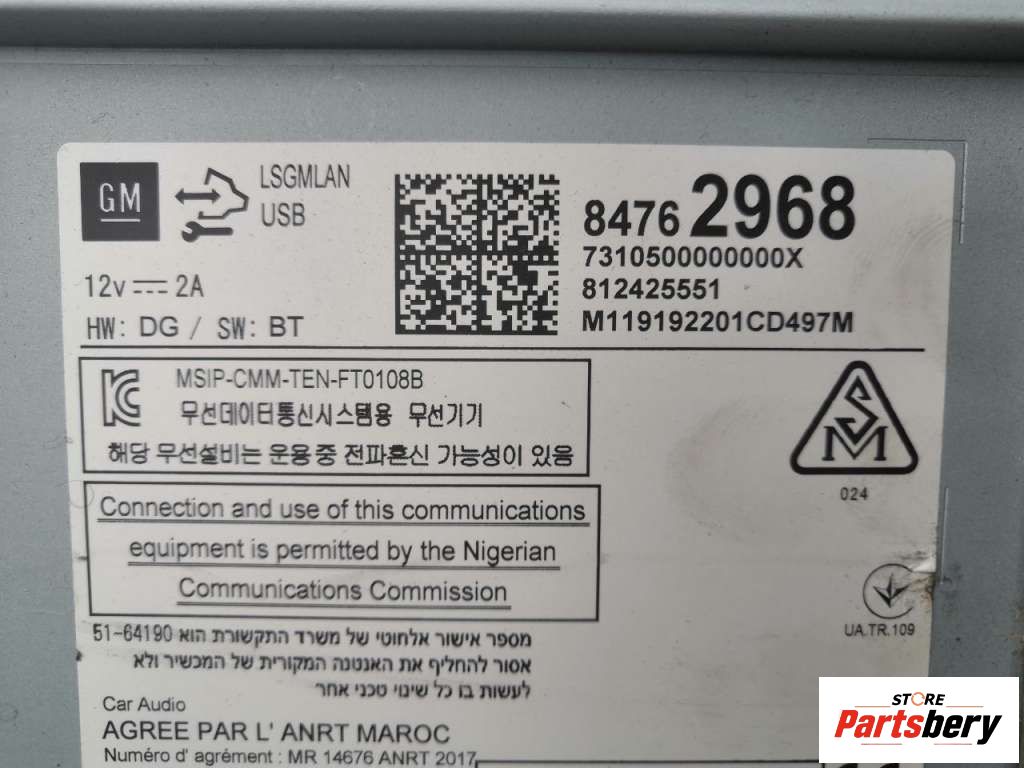 GM
LSGMLAN
USB
12v 2A
HW: DG / SW: BT
8476 2968
7310500000000X
812425551
M119192201CD497M
MSIP-CMM-TEN-FT0108B
무선데이터통신시스템용 무선기기
해당 무선설비는 운용중 전파혼신 가능성이 있음
SM
024
Connection and use of this communications
equipment is permitted by the Nigerian
Communications Commission
UA.TR.109
מספר אישור אלחוטי של משרד התקשורת הוא 51-64190
אסור להחליף את האנטנה המקורית של המכשיר ולא
לעשות בו כל שינוי טכני אחר
Car Audio
AGREE PAR L' ANRT MAROC
Numéro d' agrément : MR 14676 ANRT 2017
STORE
Partsbery